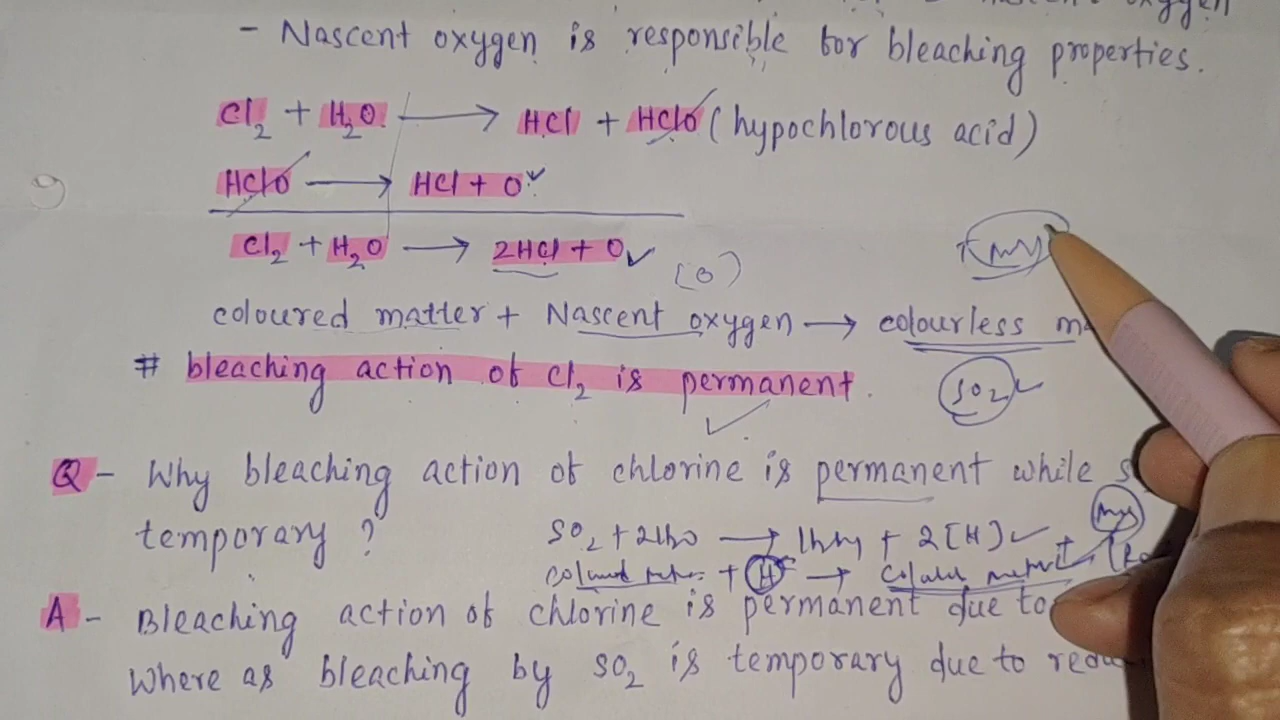 oxygen
- Nascent oxygen is responsible for bleaching properties.
Cl₂ + H₂O → HCl + HClO (hypochlorous acid)
HClO → HCl + O
Cl₂ + H₂O → 2HCl + O
(O)
coloured matter + Nascent oxygen → colourless
# bleaching action of Cl₂ is permanent.
SO₂
Q - Why bleaching action of chlorine is permanent while
temporary ?
SO₂ + 2H₂O → + 2[H] +
+ H →
A - Bleaching action of chlorine is permanent due to
where as bleaching by SO₂ is temporary due to